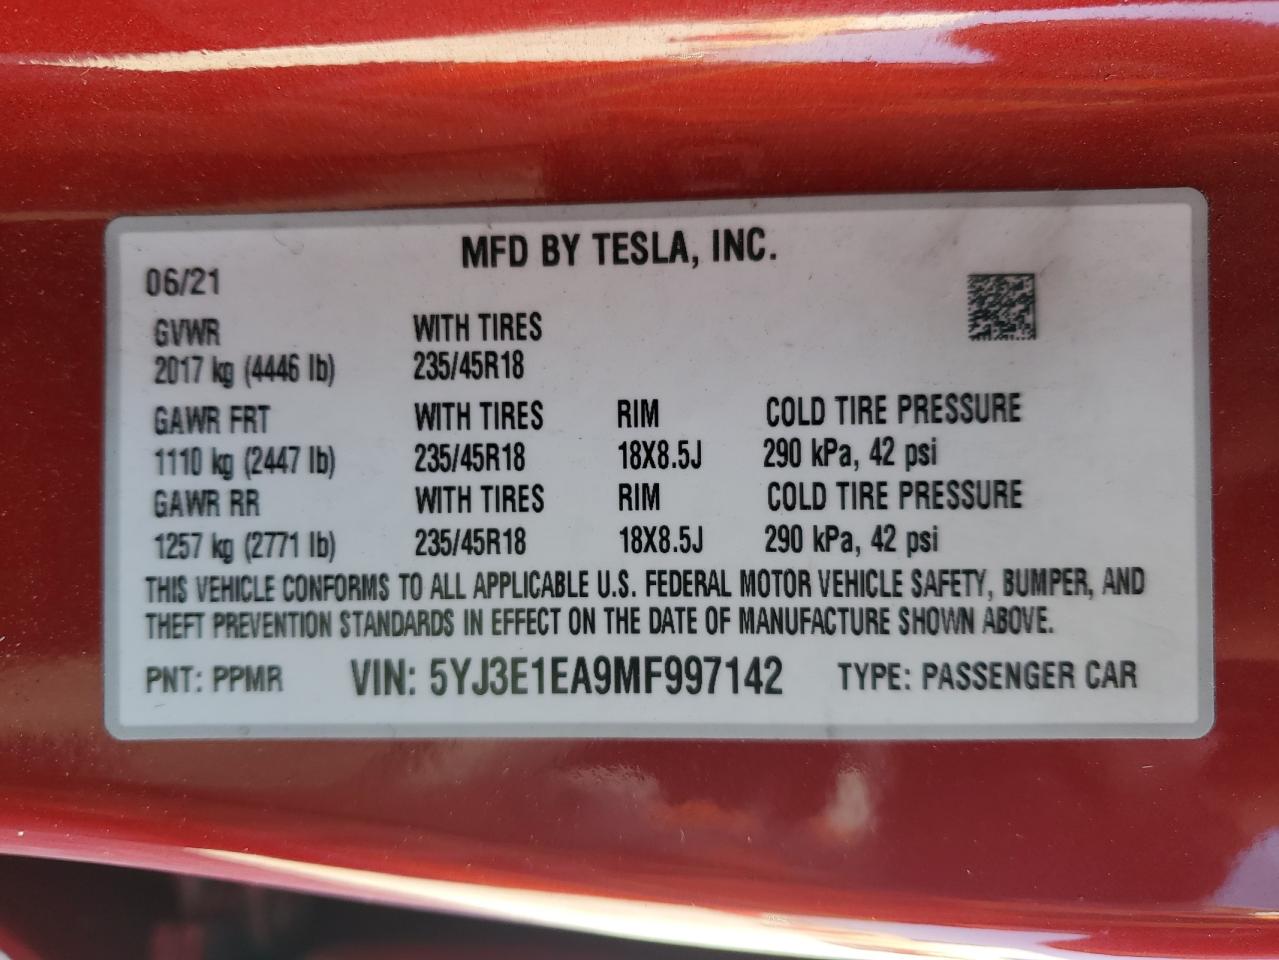 MFD BY TESLA, INC.
06/21
GVWR WITH TIRES
2017 kg (4446 lb) 235/45R18
GAWR FRT WITH TIRES RIM COLD TIRE PRESSURE
1110 kg (2447 lb) 235/45R18 18X8.5J 290 kPa, 42 psi
GAWR RR WITH TIRES RIM COLD TIRE PRESSURE
1257 kg (2771 lb) 235/45R18 18X8.5J 290 kPa, 42 psi
THIS VEHICLE CONFORMS TO ALL APPLICABLE U.S. FEDERAL MOTOR VEHICLE SAFETY, BUMPER, AND
THEFT PREVENTION STANDARDS IN EFFECT ON THE DATE OF MANUFACTURE SHOWN ABOVE.
PNT: PPMR VIN: 5YJ3E1EA9MF997142 TYPE: PASSENGER CAR